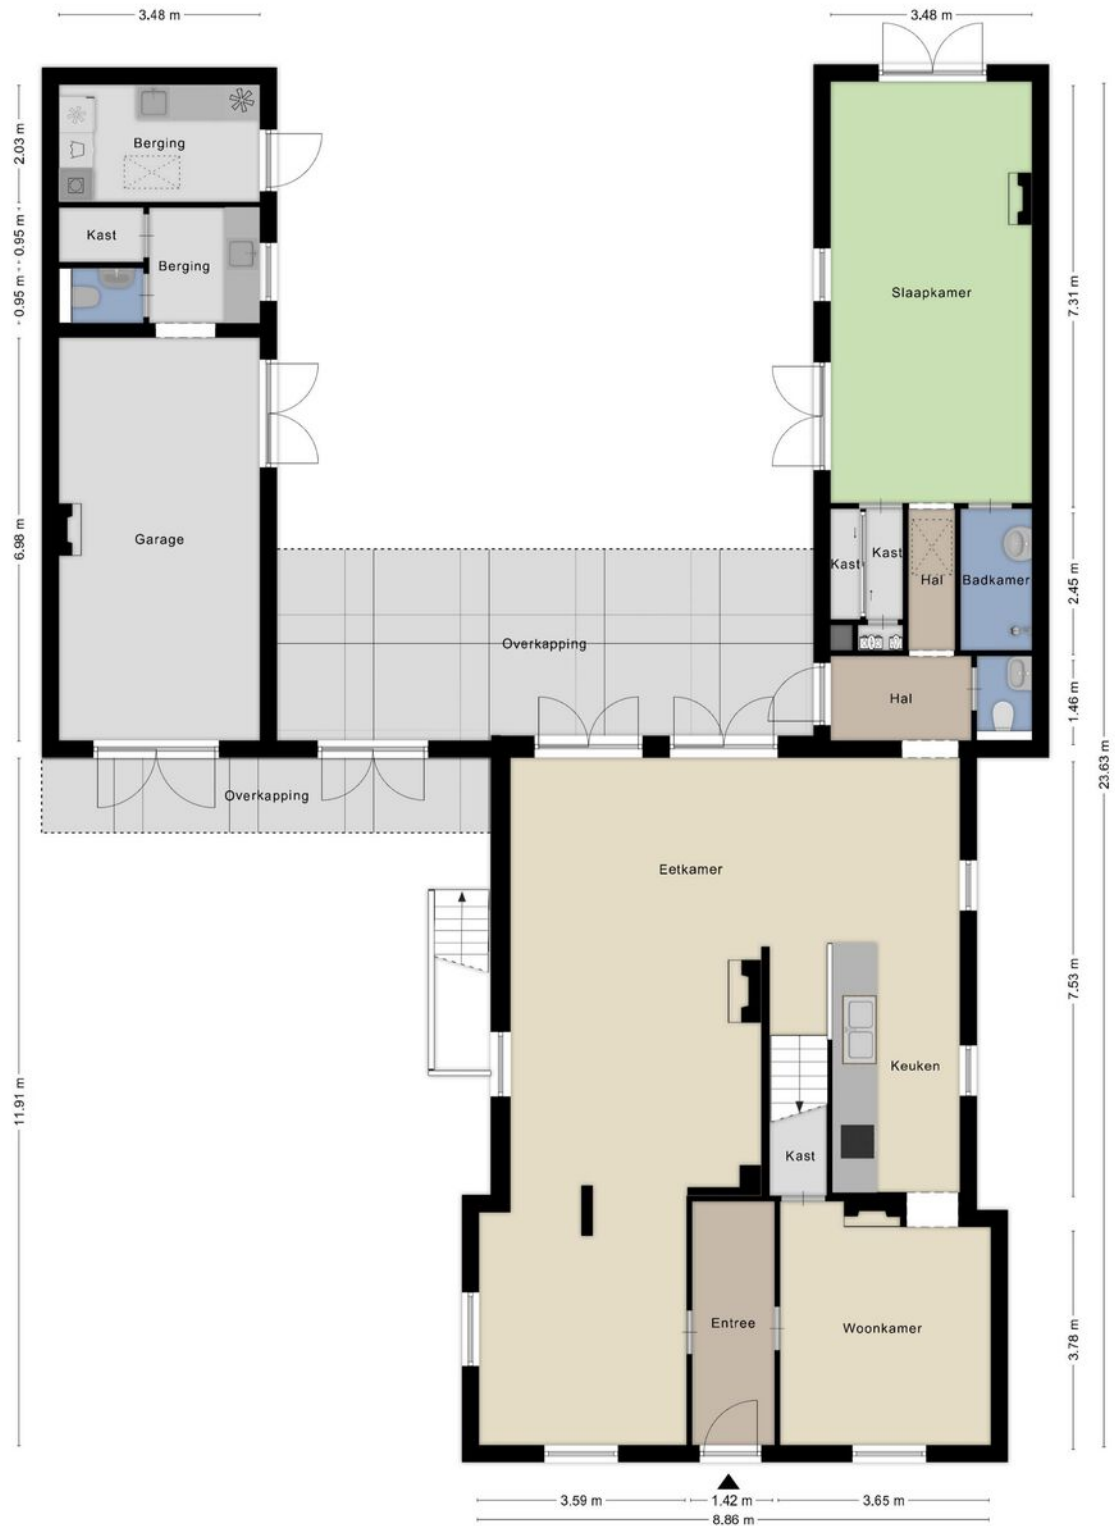 3.48 m
3.48 m
2.03 m
0.95 m
0.95 m
6.98 m
11.91 m
Berging
Kast
Berging
Garage
Overkapping
Overkapping
Slaapkamer
Kast
Kast
Hal
Badkamer
Hal
Eetkamer
Keuken
Kast
Entree
Woonkamer
7.31 m
2.45 m
1.46 m
7.53 m
3.78 m
23.63 m
3.59 m
1.42 m
3.65 m
8.86 m